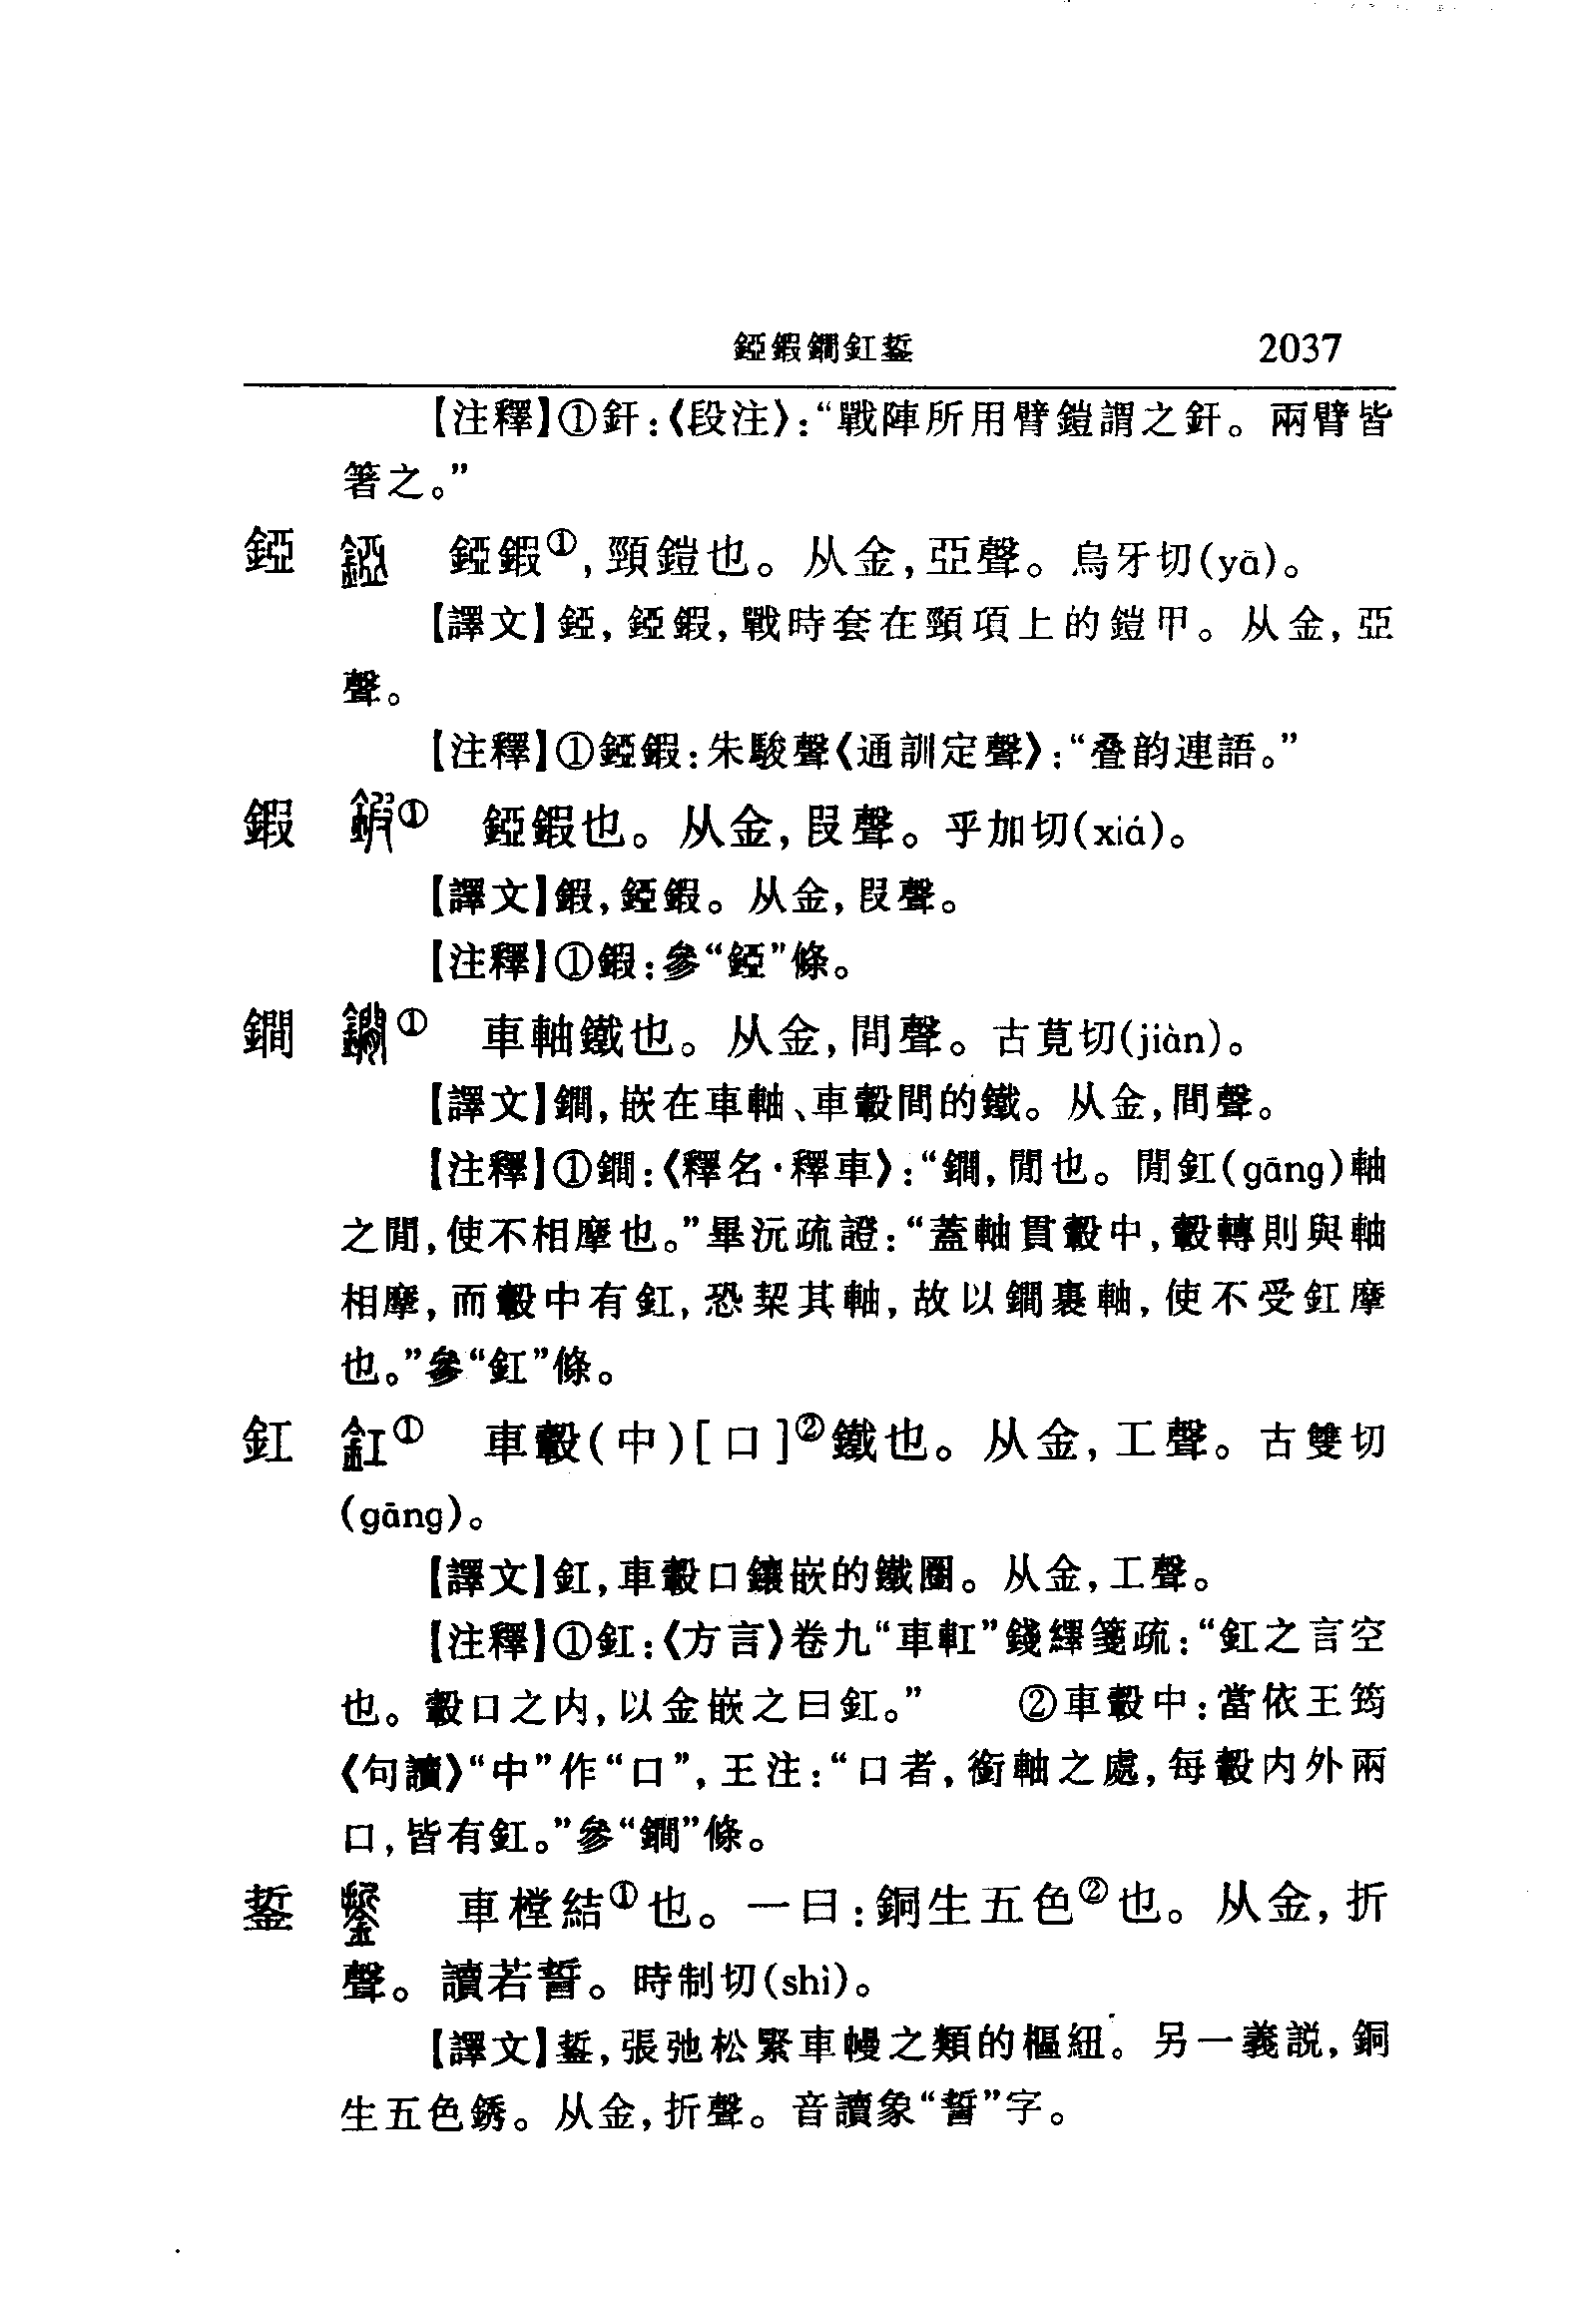 錏鍜鐧釭銴 2037
【注釋】①釬:《段注》:“戰陣所用臂鎧謂之釬。兩臂皆
箸之。”
錏 錏鍜①,頸鎧也。从金,亞聲。烏牙切(yā)。
【譯文】錏,錏鍜,戰時套在頸項上的鎧甲。从金,亞
聲。
【注釋】①錏鍜:朱駿聲《通訓定聲》:“叠韵連語。”
鍜 ① 錏鍜也。从金,叚聲。乎加切(xiá)。
【譯文】鍜,錏鍜。从金,叚聲。
【注釋】①鍜:參“錏”條。
鐧 ① 車軸鐵也。从金,間聲。古莧切(jiàn)。
【譯文】鐧,嵌在車軸、車轂間的鐵。从金,間聲。
【注釋】①鐧:《釋名·釋車》:“鐧,閒也。閒釭(gāng)軸
之閒,使不相摩也。”畢沅疏證:“蓋軸貫轂中,轂轉則與軸
相摩,而轂中有釭,恐挈其軸,故以鐧裹軸,使不受釭摩
也。”參“釭”條。
釭 ① 車轂(中)[口]②鐵也。从金,工聲。古雙切
(gāng)。
【譯文】釭,車轂口鑲嵌的鐵圈。从金,工聲。
【注釋】①釭:《方言》卷九“車軖”錢繹箋疏:“釭之言空
也。轂口之内,以金嵌之曰釭。” ②車轂中:當依王筠
《句讀》“中”作“口”,王注:“口者,銜軸之處,每轂内外兩
口,皆有釭。”參“鐧”條。
銴 車樘結①也。一曰:銅生五色②也。从金,折
聲。讀若誓。時制切(shì)。
【譯文】銴,張弛松緊車幔之類的樞紐。另一義説,銅
生五色銹。从金,折聲。音讀象“誓”字。